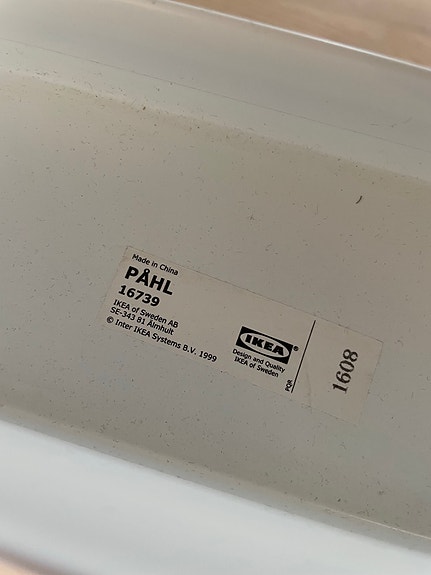 Made in China
PÅHL
16739
IKEA of Sweden AB
SE-343 81 Älmhult
© Inter IKEA Systems B.V. 1999
IKEA®
Design and Quality
IKEA of Sweden
PQR
1608